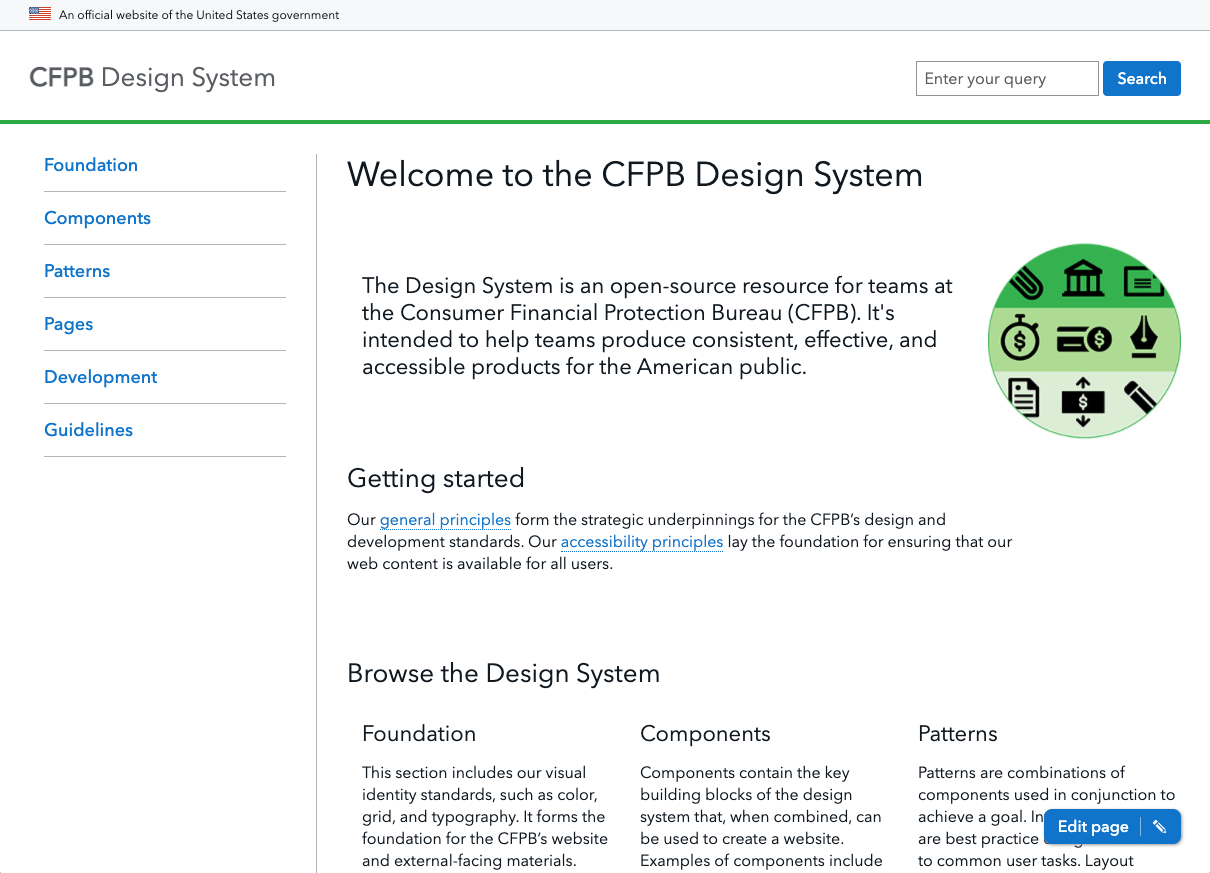 An official website of the United States government
CFPB Design System
Enter your query
Search
Foundation
Components
Patterns
Pages
Development
Guidelines
Welcome to the CFPB Design System
The Design System is an open-source resource for teams at
the Consumer Financial Protection Bureau (CFPB). It's
intended to help teams produce consistent, effective, and
accessible products for the American public.
Getting started
Our general principles form the strategic underpinnings for the CFPB’s design and
development standards. Our accessibility principles lay the foundation for ensuring that our
web content is available for all users.
Browse the Design System
Foundation
This section includes our visual
identity standards, such as color,
grid, and typography. It forms the
foundation for the CFPB’s website
and external-facing materials.
Components
Components contain the key
building blocks of the design
system that, when combined, can
be used to create a website.
Examples of components include
Patterns
Patterns are combinations of
components used in conjunction to
achieve a goal.
are best practice
to common user tasks. Layout
Edit page